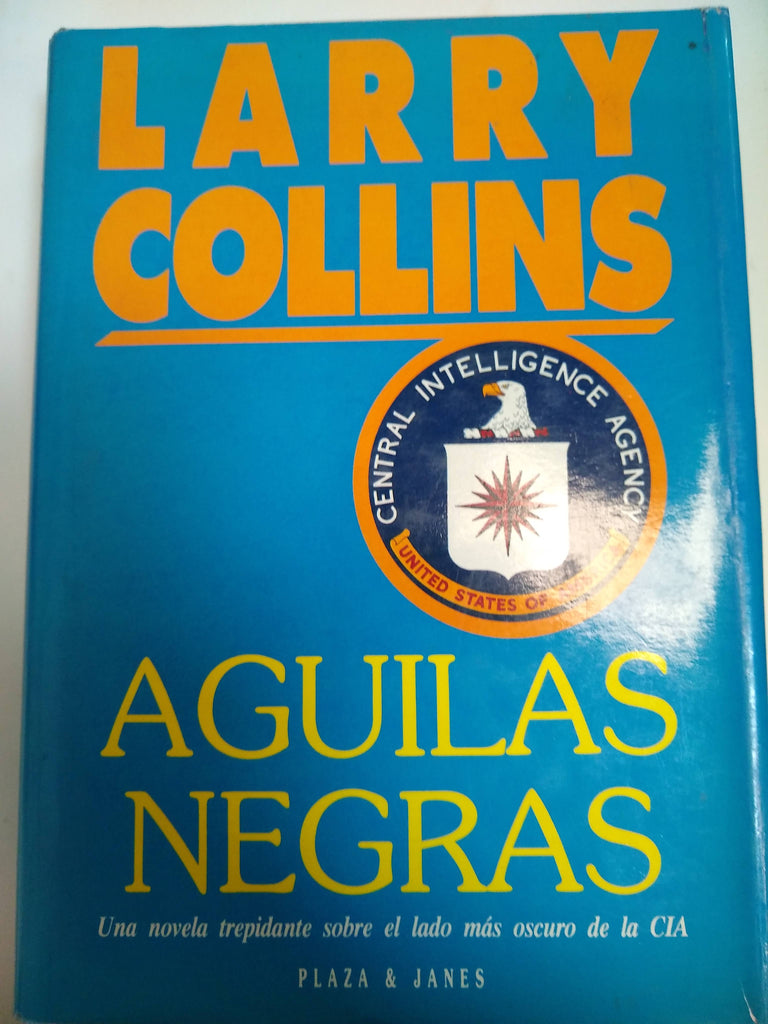 LARRY
COLLINS
CENTRAL INTELLIGENCE AGENCY
UNITED STATES OF
AGUILAS
NEGRAS
Una novela trepidante sobre el lado más oscuro de la CIA
PLAZA & JANES